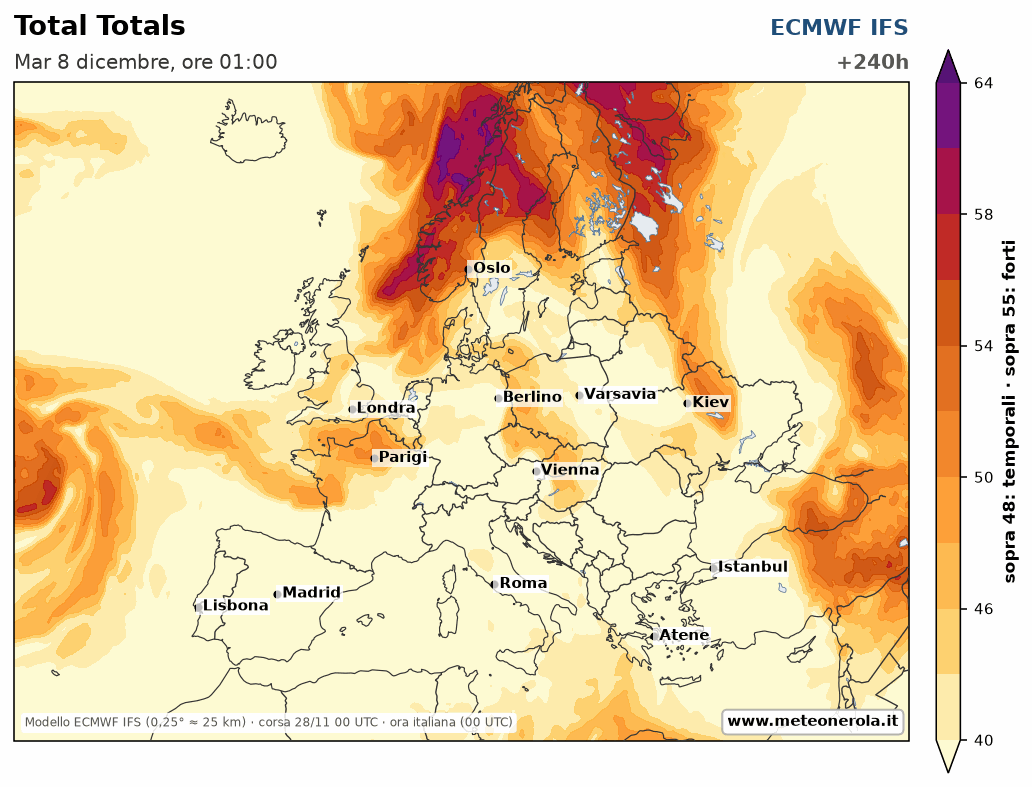 Total Totals
ECMWF IFS
Mar 8 dicembre, ore 01:00
+240h
64
58
54
50
46
40
sopra 48: temporali · sopra 55: forti
Oslo
Berlino
Varsavia
Kiev
Londra
Parigi
Vienna
Istanbul
Roma
Madrid
Lisbona
Atene
Modello ECMWF IFS (0,25° ≈ 25 km) · corsa 28/11 00 UTC · ora italiana (00 UTC)
www.meteonerola.it